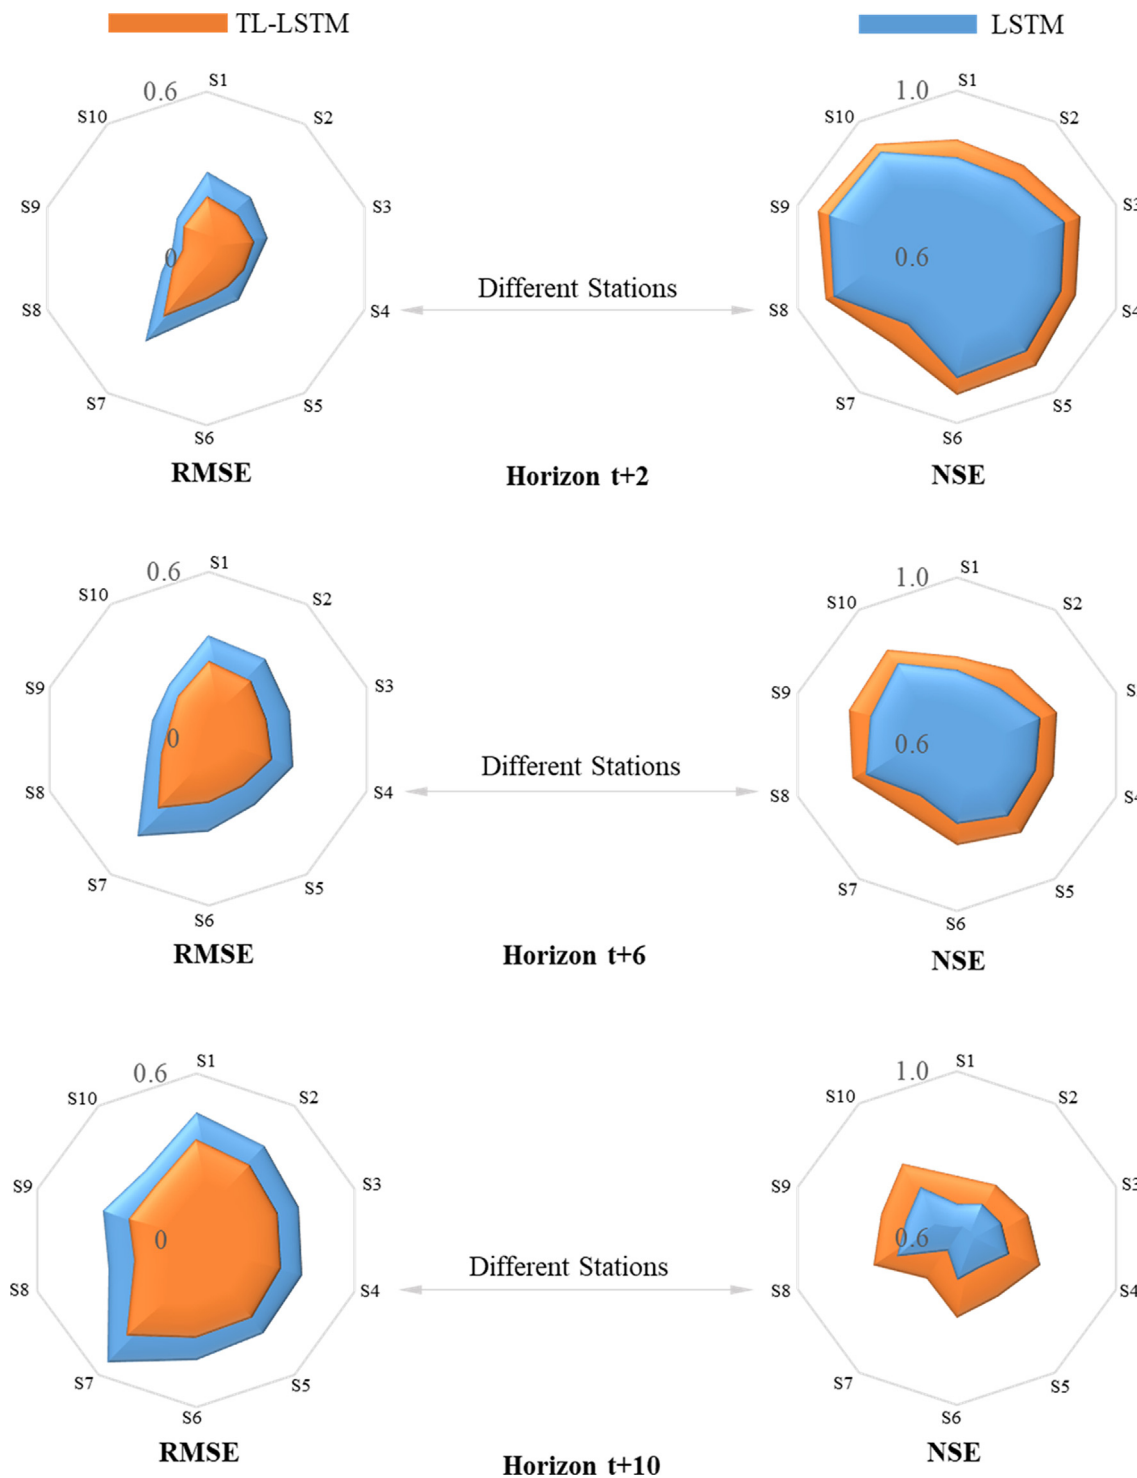 TL-LSTM LSTM
S1 S1
0.6 1.0
S10 S2 S10 S2
S9 S3 S9 S3
0 0.6
Different Stations
S8 S4 S8 S4
S7 S5 S7 S5
S6 S6
RMSE Horizon t+2 NSE
S1 S1
0.6 1.0
S10 S2 S10 S2
S9 S3 S9
0 0.6
Different Stations
S8 S4 S8 S4
S7 S5 S7 S5
S6 S6
RMSE Horizon t+6 NSE
S1 S1
0.6 1.0
S10 S2 S10 S2
S9 S3 S9 S3
0 0.6
Different Stations
S8 S4 S8 S4
S7 S5 S7 S5
S6 S6
RMSE Horizon t+10 NSE